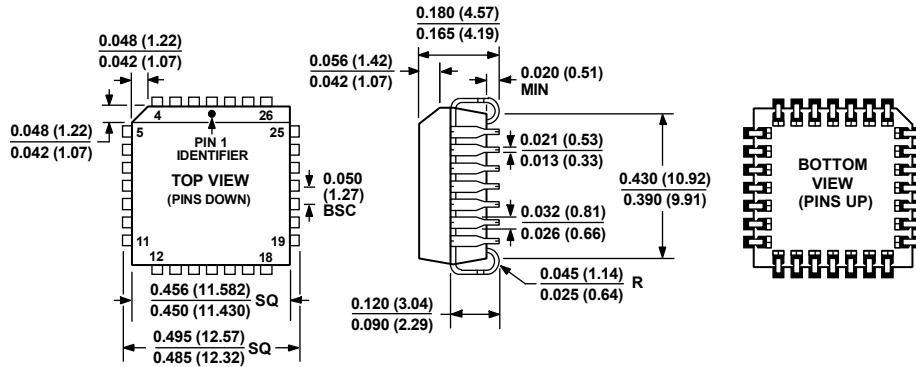 0.048 (1.22)
0.042 (1.07)
0.048 (1.22)
0.042 (1.07)
4
26
5
25
PIN 1
IDENTIFIER
TOP VIEW
(PINS DOWN)
11
19
12
18
0.050
(1.27)
BSC
0.456 (11.582)
0.450 (11.430)
SQ
0.495 (12.57)
0.485 (12.32)
SQ
0.180 (4.57)
0.165 (4.19)
0.056 (1.42)
0.042 (1.07)
0.020 (0.51)
MIN
0.021 (0.53)
0.013 (0.33)
0.032 (0.81)
0.026 (0.66)
0.430 (10.92)
0.390 (9.91)
0.045 (1.14)
0.025 (0.64)
R
0.120 (3.04)
0.090 (2.29)
BOTTOM
VIEW
(PINS UP)